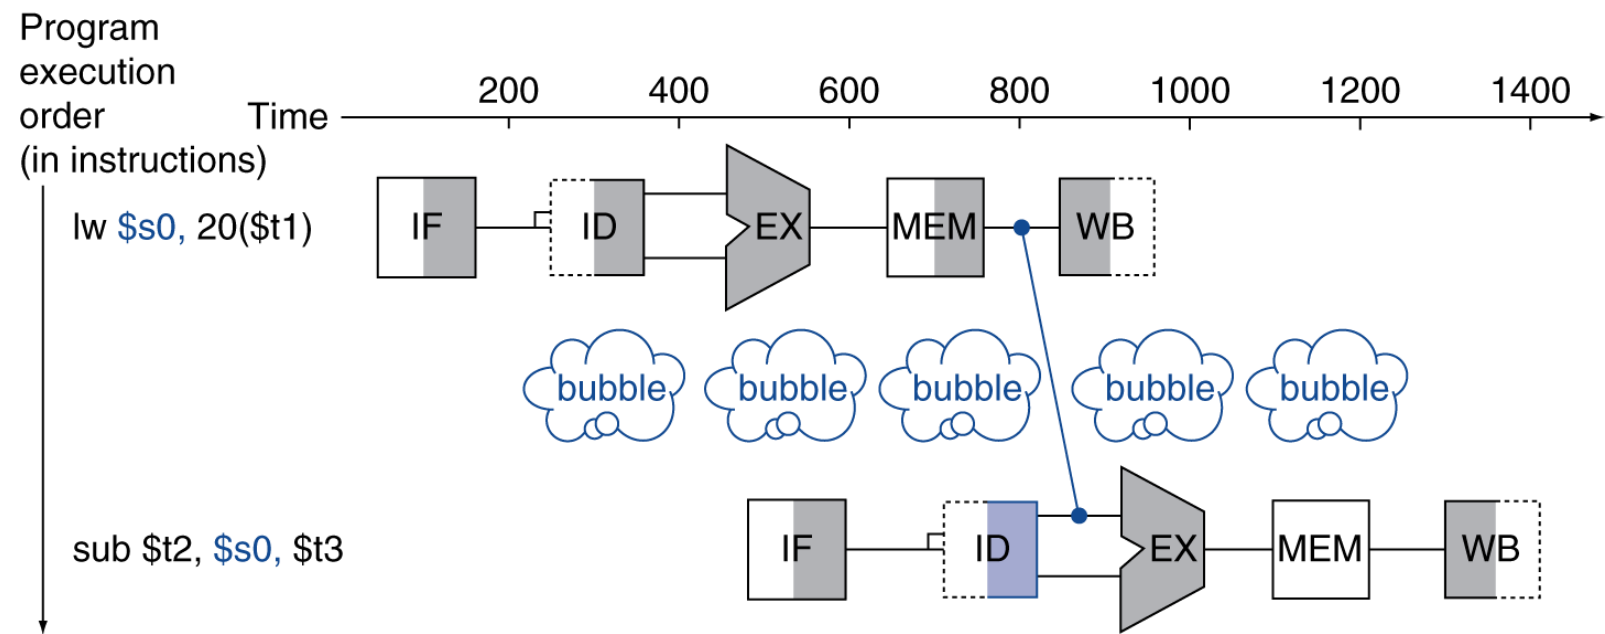 Program
execution
order
(in instructions)
Time
200 400 600 800 1000 1200 1400
lw $s0, 20($t1)
IF ID EX MEM WB
bubble bubble bubble bubble bubble
sub $t2, $s0, $t3
IF ID EX MEM WB